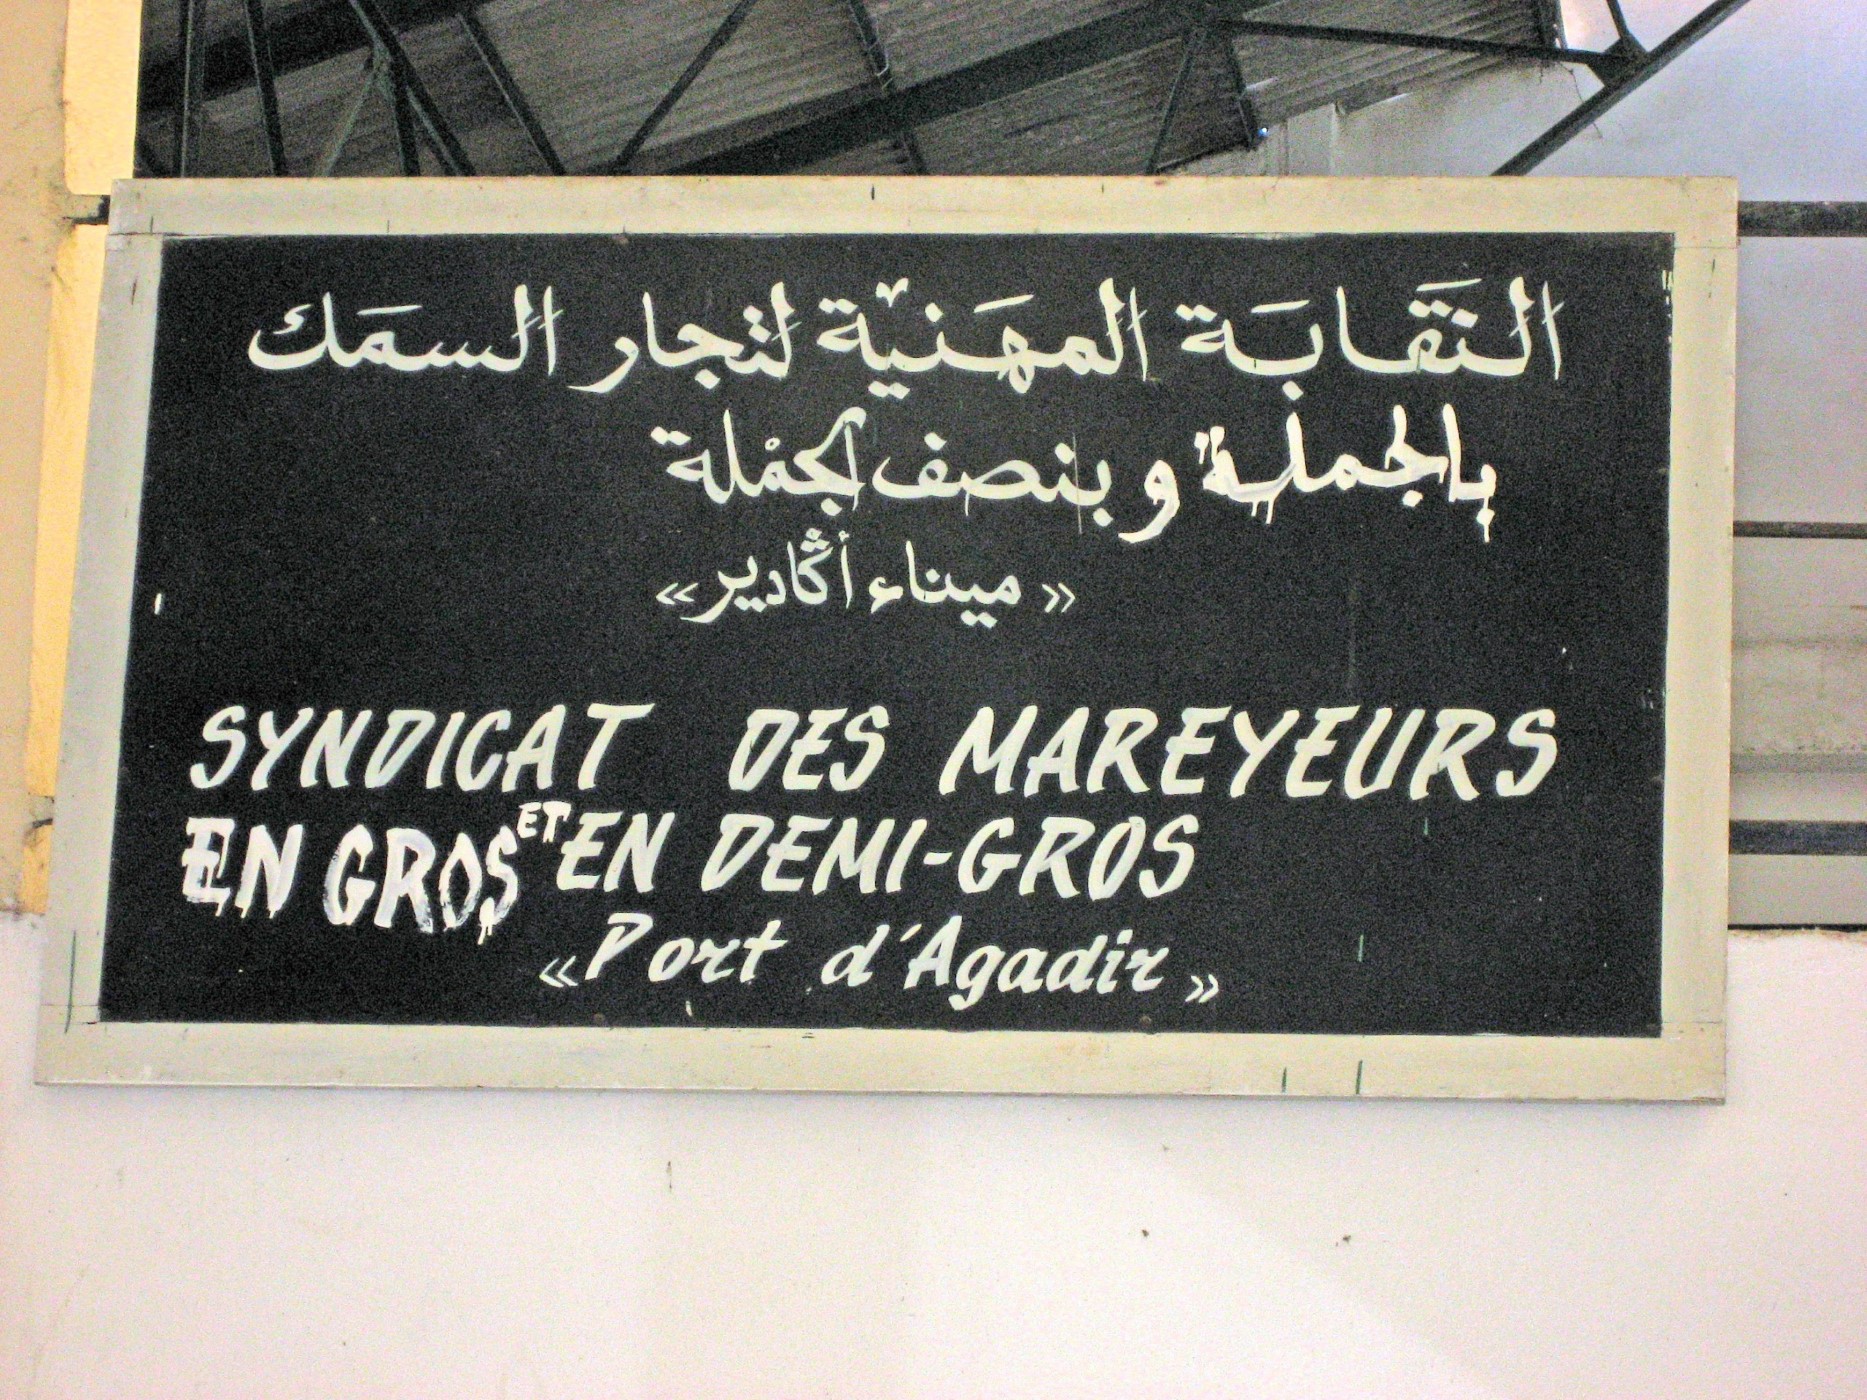 النقابة المهنية لتجار السمك
بالجملة وبنصف الجملة
« ميناء أڭادير »
SYNDICAT DES MAREYEURS
EN GROS ET EN DEMI-GROS
« Port d'Agadir »